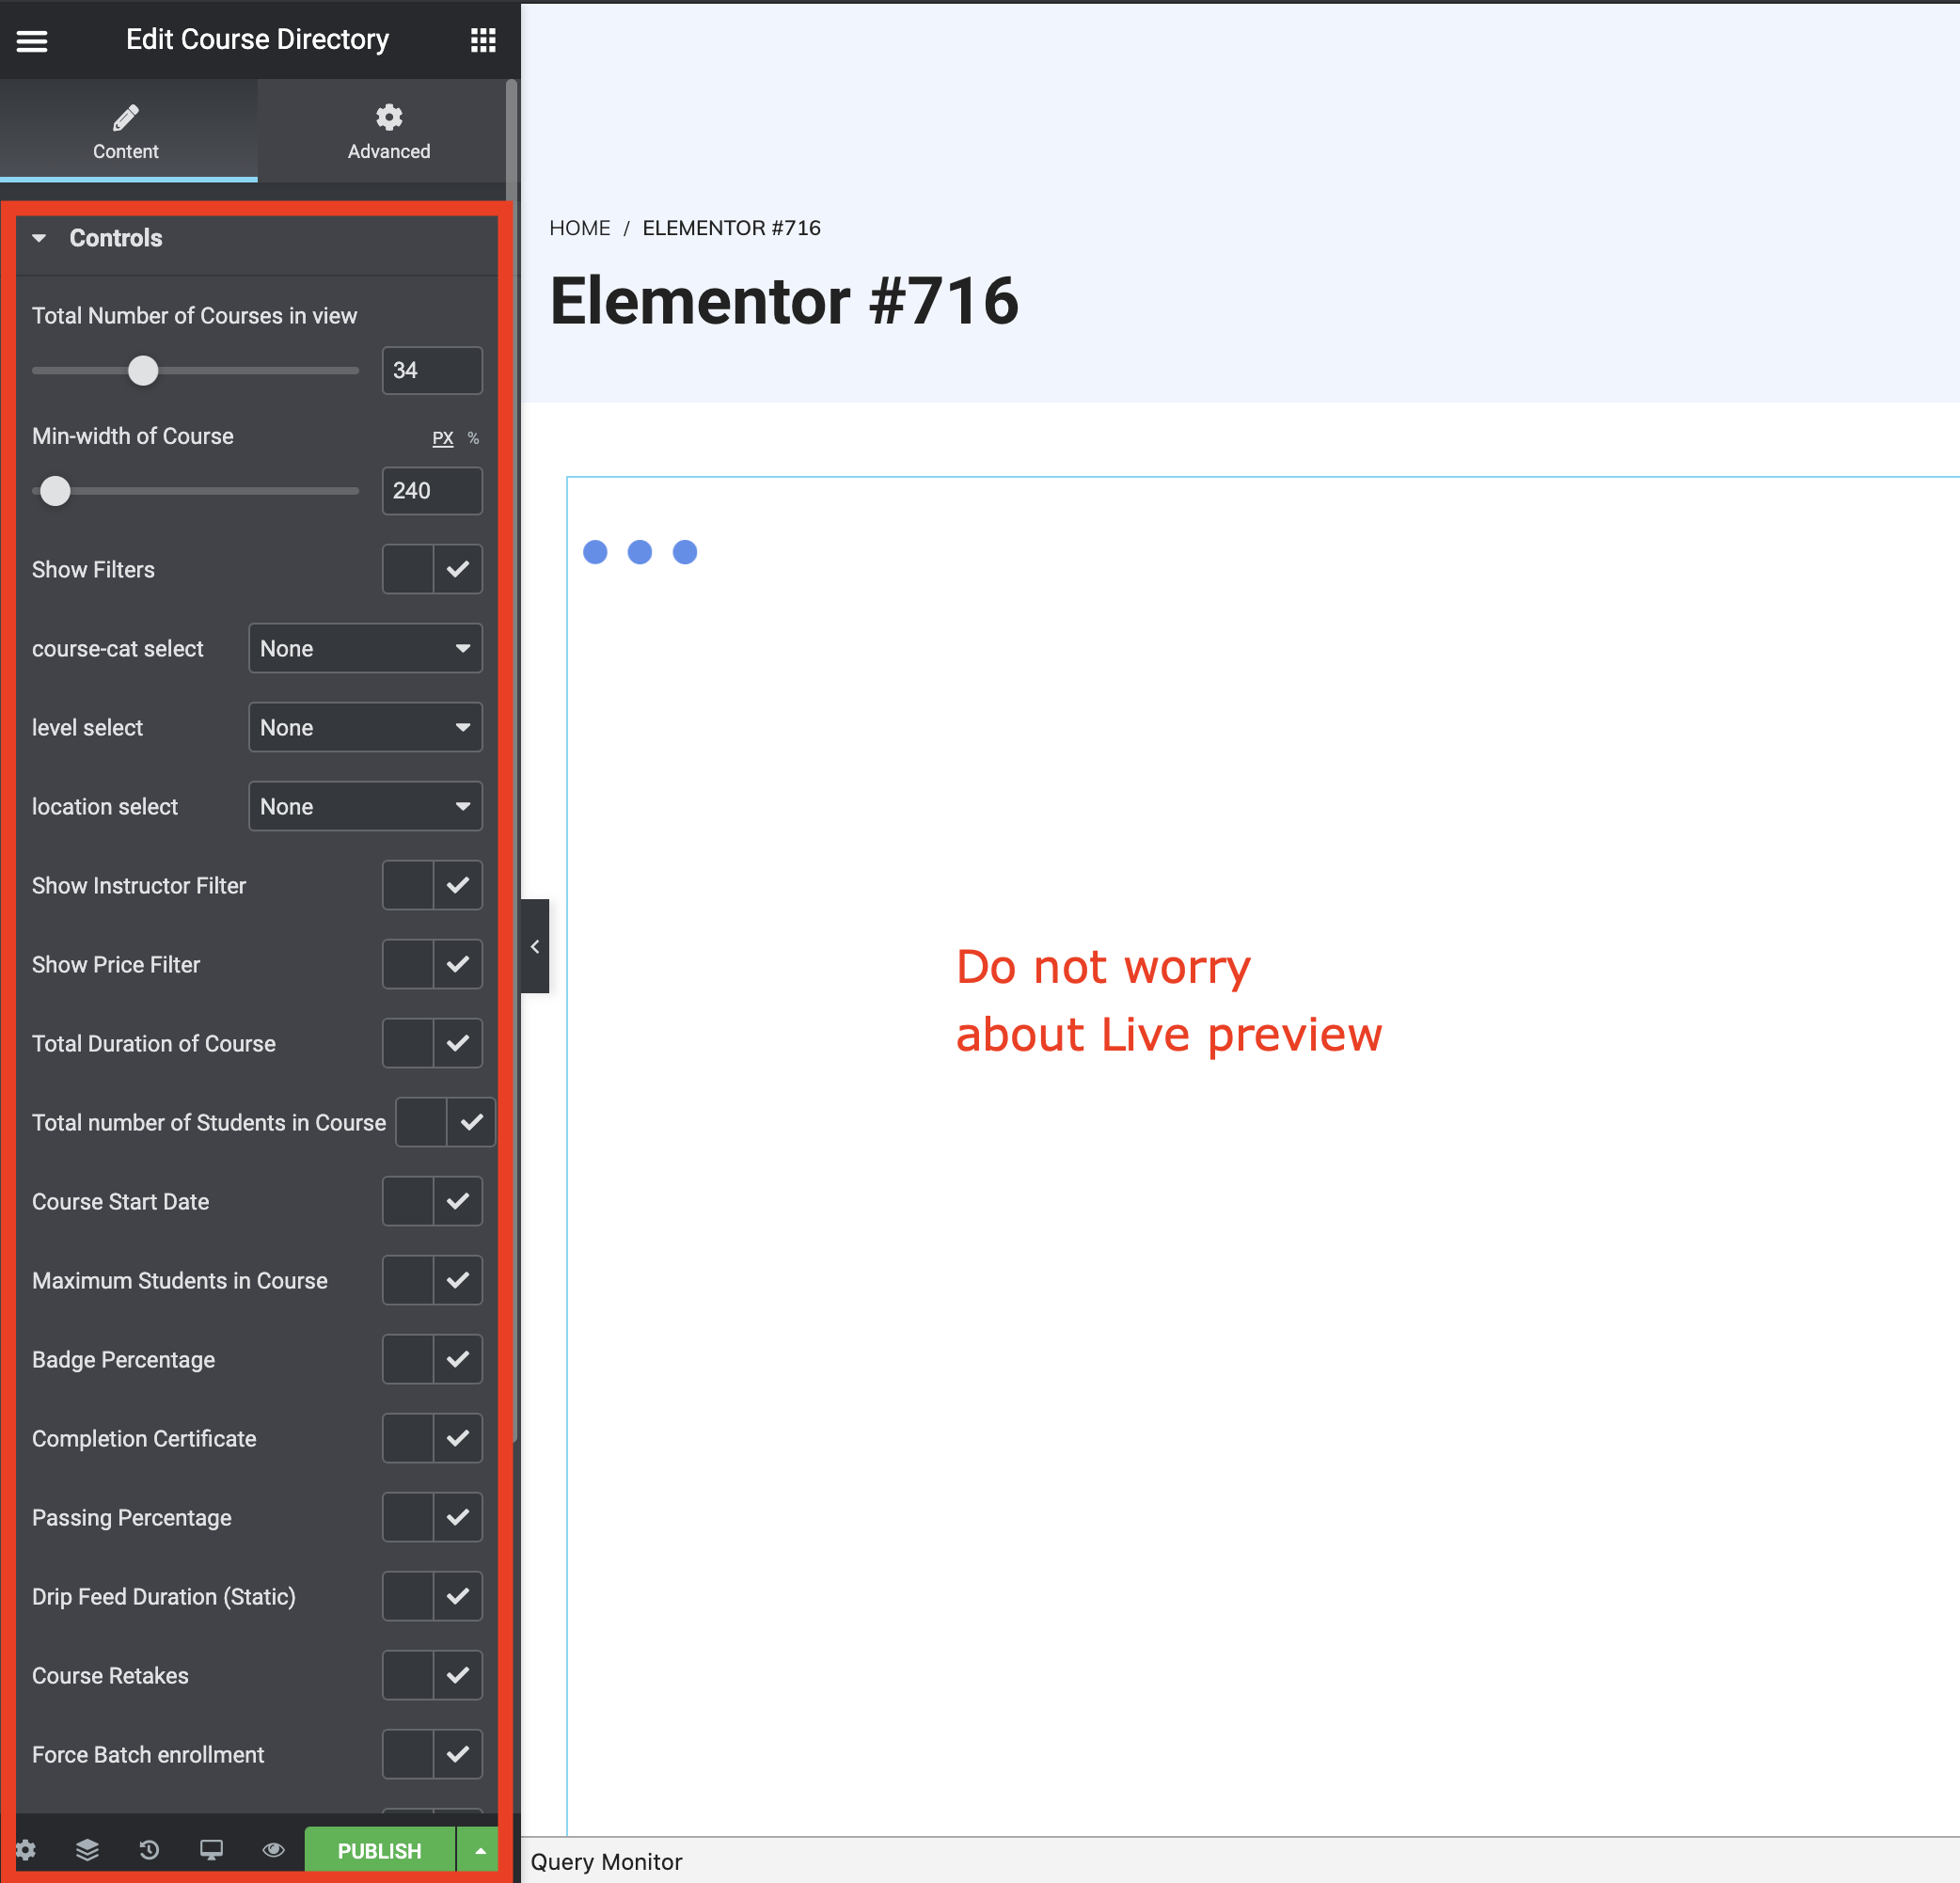 Edit Course Directory
Content
Advanced
Controls
Total Number of Courses in view
34
Min-width of Course
PX %
240
Show Filters
course-cat select None
level select None
location select None
Show Instructor Filter
Show Price Filter
Total Duration of Course
Total number of Students in Course
Course Start Date
Maximum Students in Course
Badge Percentage
Completion Certificate
Passing Percentage
Drip Feed Duration (Static)
Course Retakes
Force Batch enrollment
PUBLISH
HOME / ELEMENTOR #716
Elementor #716
Do not worry
about Live preview
Query Monitor